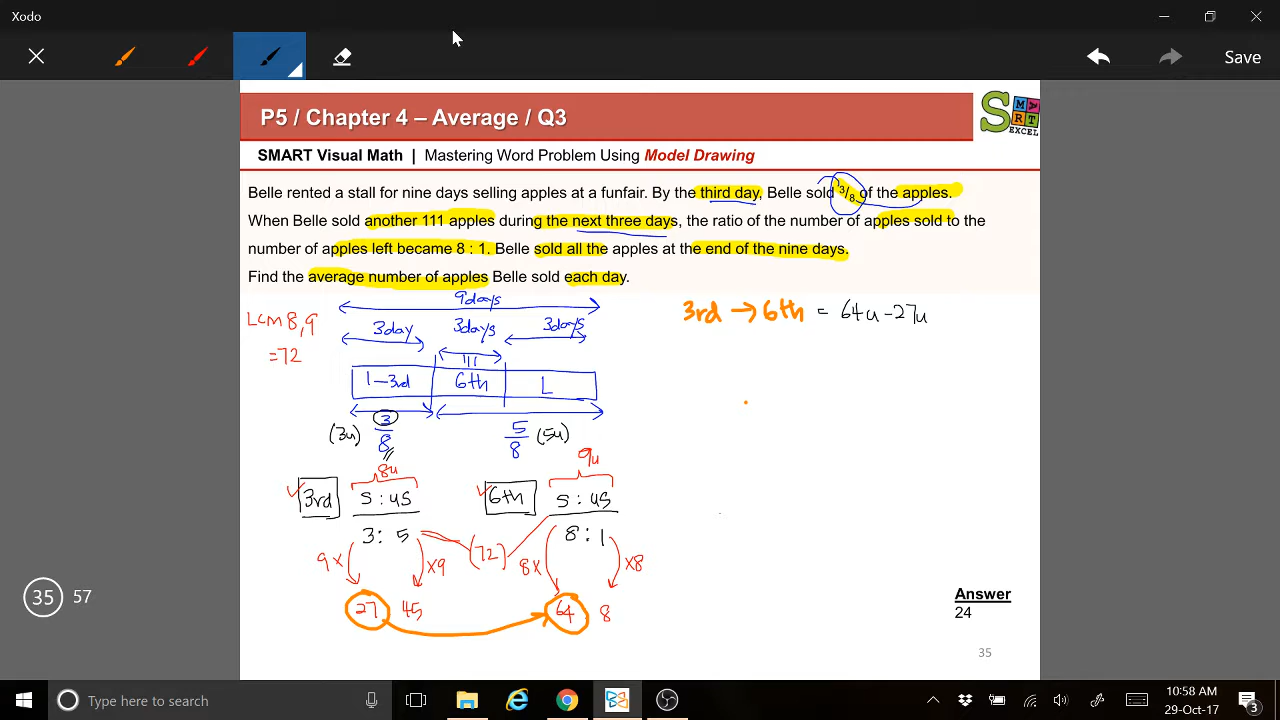 Xodo
Save
P5 / Chapter 4 – Average / Q3
SMART EXCEL
SMART Visual Math | Mastering Word Problem Using Model Drawing
Belle rented a stall for nine days selling apples at a funfair. By the third day, Belle sold 3/8 of the apples.
When Belle sold another 111 apples during the next three days, the ratio of the number of apples sold to the
number of apples left became 8 : 1. Belle sold all the apples at the end of the nine days.
Find the average number of apples Belle sold each day.
9days
LCM 8,9
=72
3day 3days 3days
111
1-3rd 6th L
(3u) 3/8 5/8 (5u)
8u 9u
3rd S : US 6th S : US
3 : 5 8 : 1
9x x9 (72) 8x x8
27 45 64 8
3rd → 6th = 64u - 27u
35 57
Answer
24
35
Type here to search
10:58 AM
29-Oct-17
3